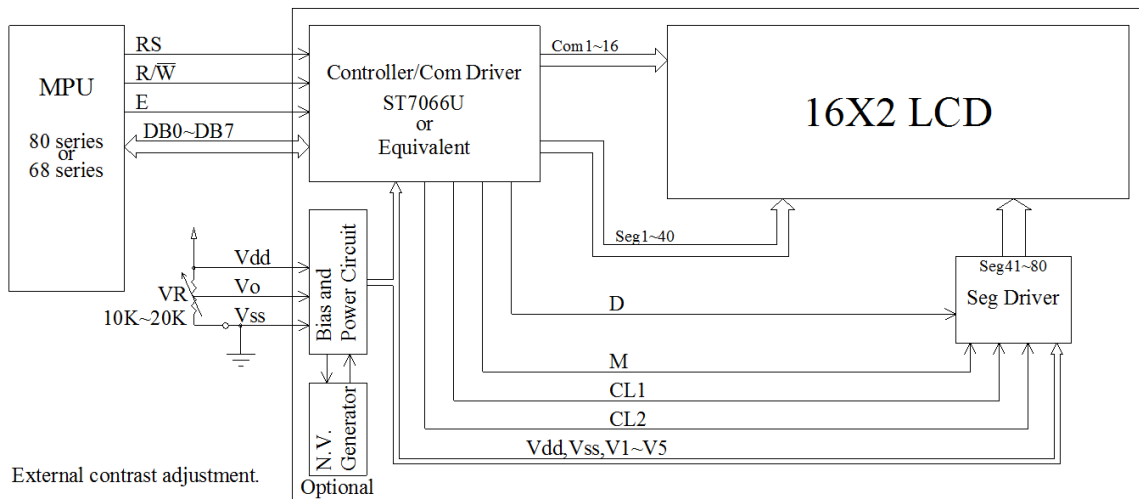 MPU
80 series
or
68 series
RS
R/W̅
E
DB0~DB7
Controller/Com Driver
ST7066U
or
Equivalent
Com1~16
16X2 LCD
Seg1~40
Seg41~80
Seg Driver
Vdd
Vo
Vss
VR
10K~20K
Bias and
Power Circuit
N.V.
Generator
Optional
D
M
CL1
CL2
Vdd,Vss,V1~V5
External contrast adjustment.